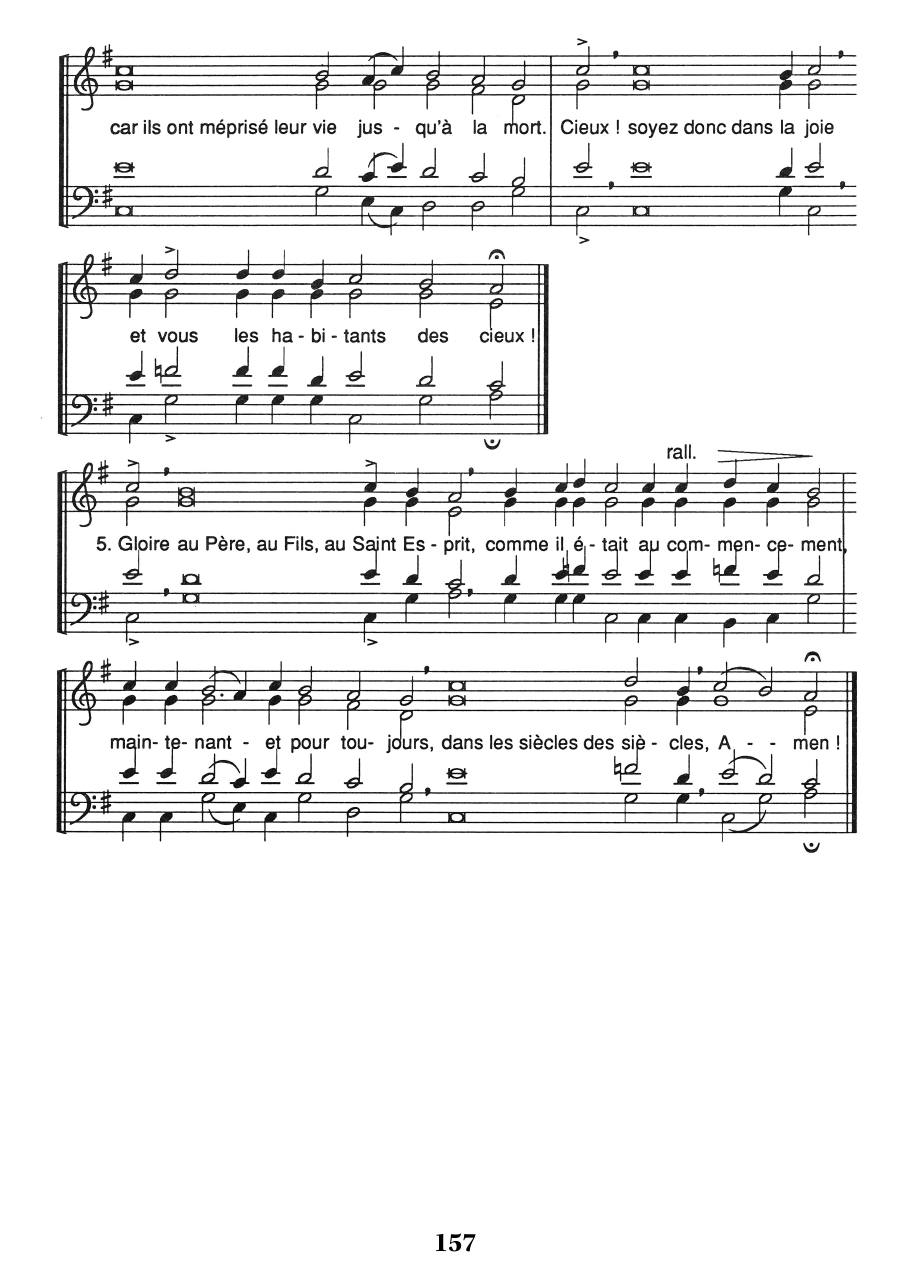 car ils ont méprisé leur vie jus - qu'à la mort. Cieux ! soyez donc dans la joie
et vous les ha - bi - tants des cieux !
rall.
5. Gloire au Père, au Fils, au Saint Es - prit, comme il é - tait au com- men- ce- ment,
main- te- nant - et pour tou- jours, dans les siècles des siè - cles, A - - men !
157